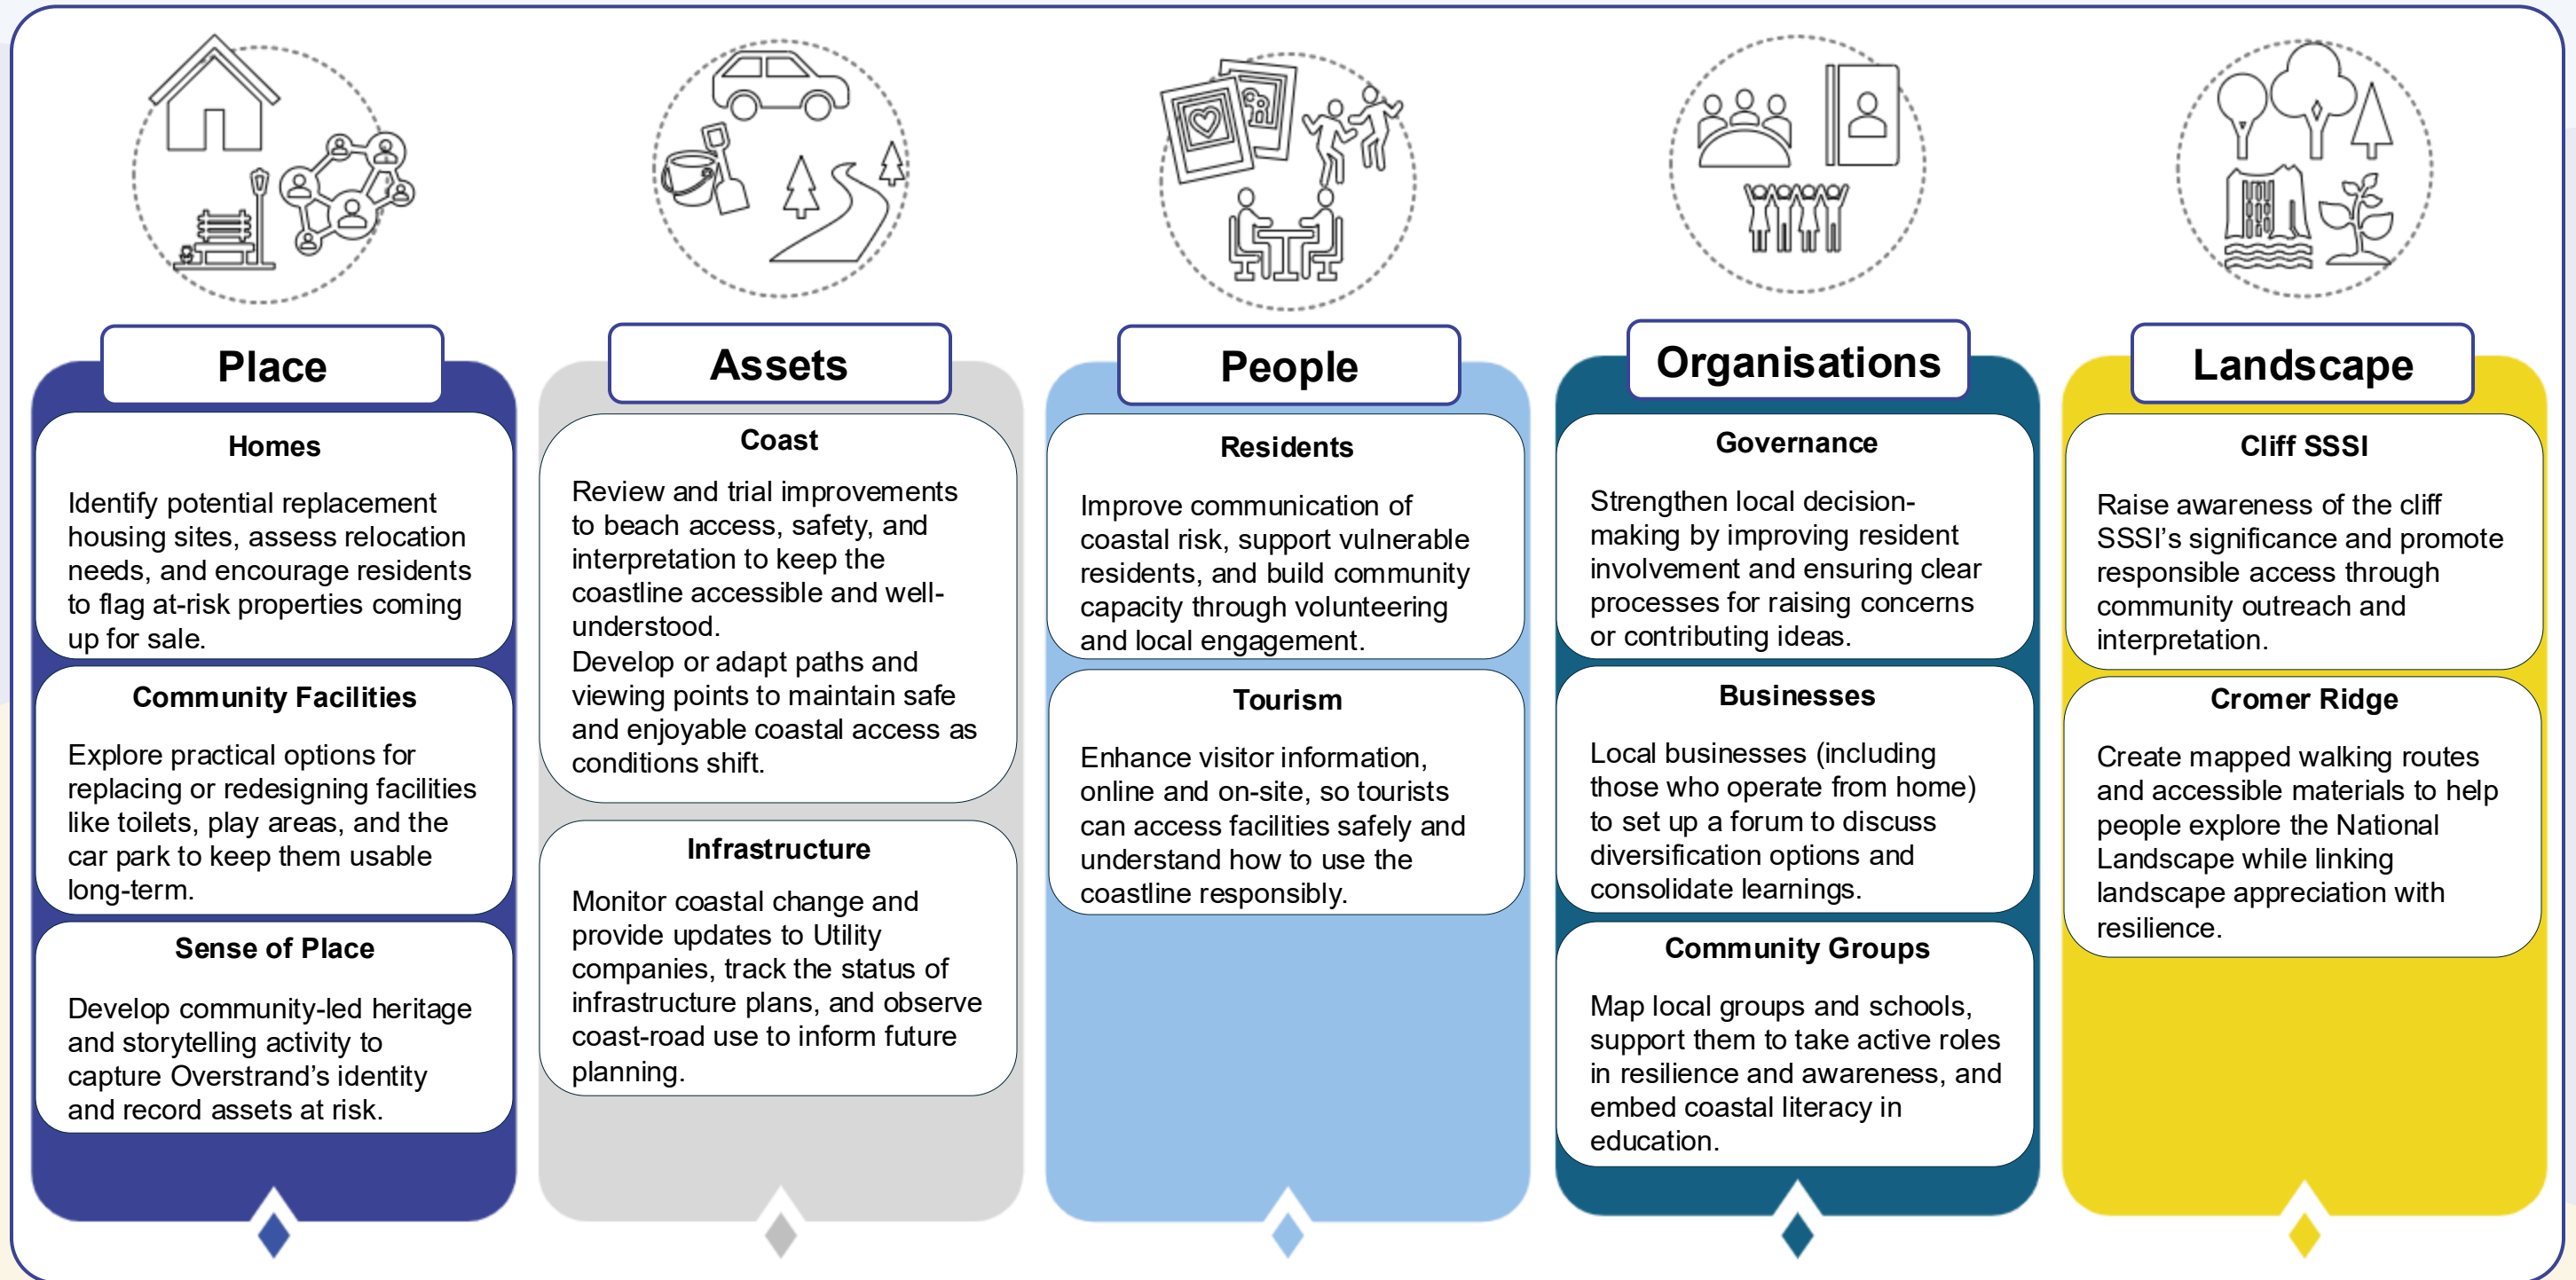 Place
Homes
Identify potential replacement
housing sites, assess relocation
needs, and encourage residents
to flag at-risk properties coming
up for sale.
Community Facilities
Explore practical options for
replacing or redesigning facilities
like toilets, play areas, and the
car park to keep them usable
long-term.
Sense of Place
Develop community-led heritage
and storytelling activity to
capture Overstrand’s identity
and record assets at risk.
Assets
Coast
Review and trial improvements
to beach access, safety, and
interpretation to keep the
coastline accessible and well-
understood.
Develop or adapt paths and
viewing points to maintain safe
and enjoyable coastal access as
conditions shift.
Infrastructure
Monitor coastal change and
provide updates to Utility
companies, track the status of
infrastructure plans, and observe
coast-road use to inform future
planning.
People
Residents
Improve communication of
coastal risk, support vulnerable
residents, and build community
capacity through volunteering
and local engagement.
Tourism
Enhance visitor information,
online and on-site, so tourists
can access facilities safely and
understand how to use the
coastline responsibly.
Organisations
Governance
Strengthen local decision-
making by improving resident
involvement and ensuring clear
processes for raising concerns
or contributing ideas.
Businesses
Local businesses (including
those who operate from home)
to set up a forum to discuss
diversification options and
consolidate learnings.
Community Groups
Map local groups and schools,
support them to take active roles
in resilience and awareness, and
embed coastal literacy in
education.
Landscape
Cliff SSSI
Raise awareness of the cliff
SSSI’s significance and promote
responsible access through
community outreach and
interpretation.
Cromer Ridge
Create mapped walking routes
and accessible materials to help
people explore the National
Landscape while linking
landscape appreciation with
resilience.